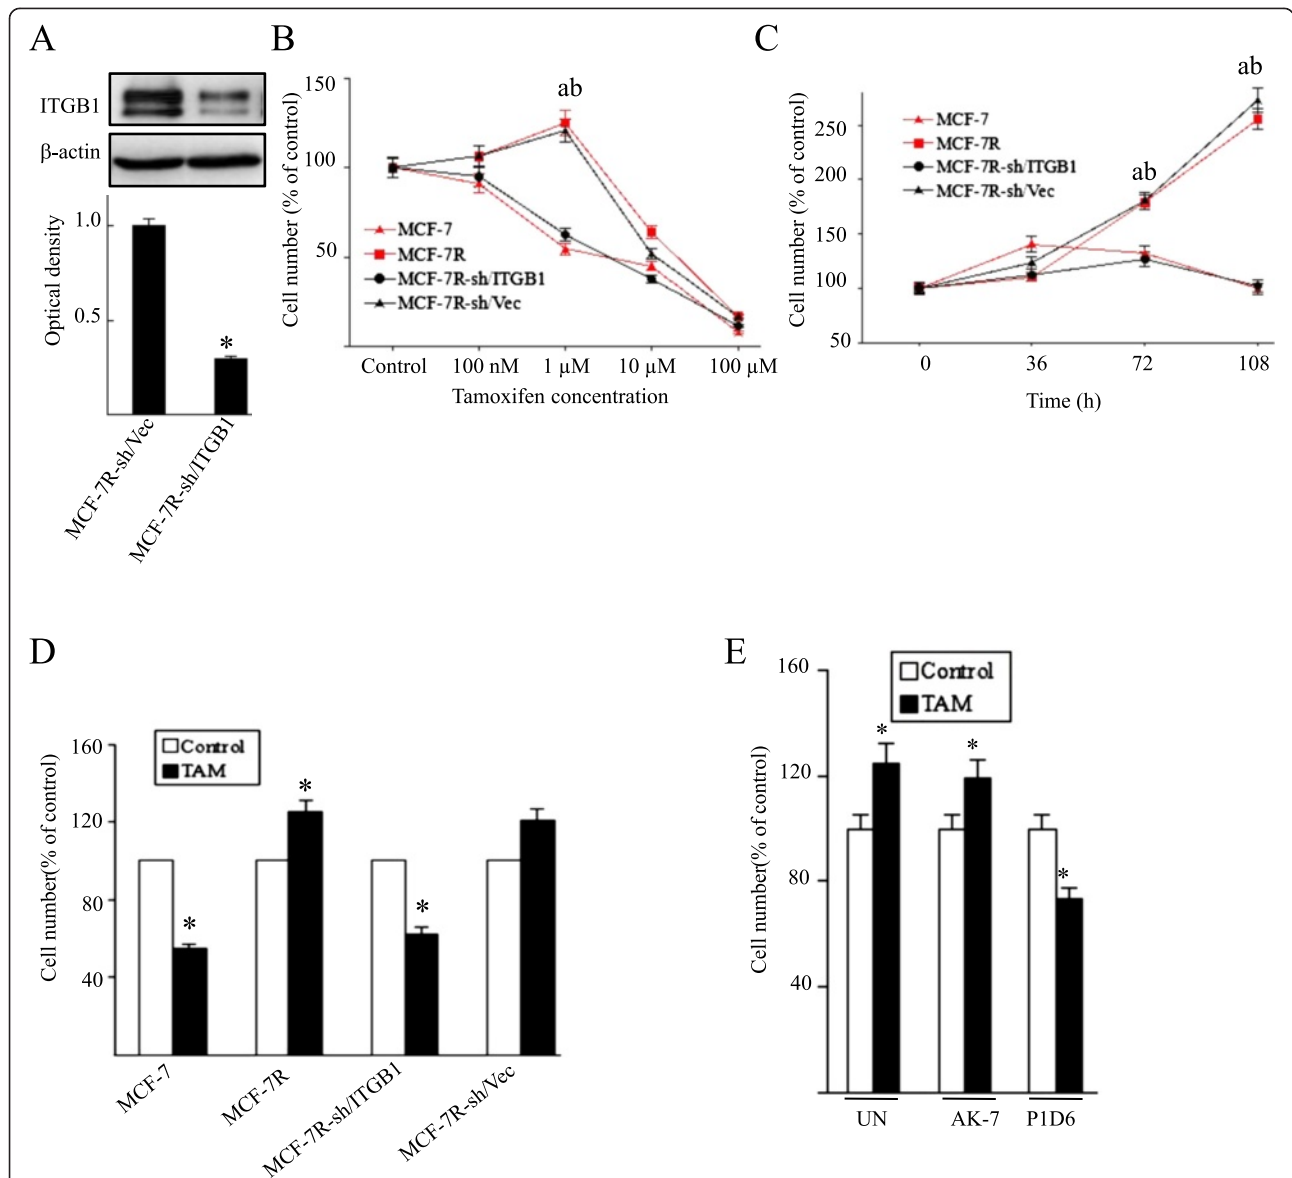 A
ITGB1
β-actin
Optical density
1.0
0.5
*
MCF-7R-sh/Vec
MCF-7R-sh/ITGB1
B
Cell number (% of control)
150
100
50
ab
MCF-7
MCF-7R
MCF-7R-sh/ITGB1
MCF-7R-sh/Vec
Control 100 nM 1 µM 10 µM 100 µM
Tamoxifen concentration
C
Cell number (% of control)
250
200
150
100
50
ab
ab
MCF-7
MCF-7R
MCF-7R-sh/ITGB1
MCF-7R-sh/Vec
0 36 72 108
Time (h)
D
Cell number(% of control)
160
120
80
40
Control
TAM
* * *
MCF-7
MCF-7R
MCF-7R-sh/ITGB1
MCF-7R-sh/Vec
E
Cell number(% of control)
160
120
80
40
Control
TAM
* * *
UN AK-7 P1D6